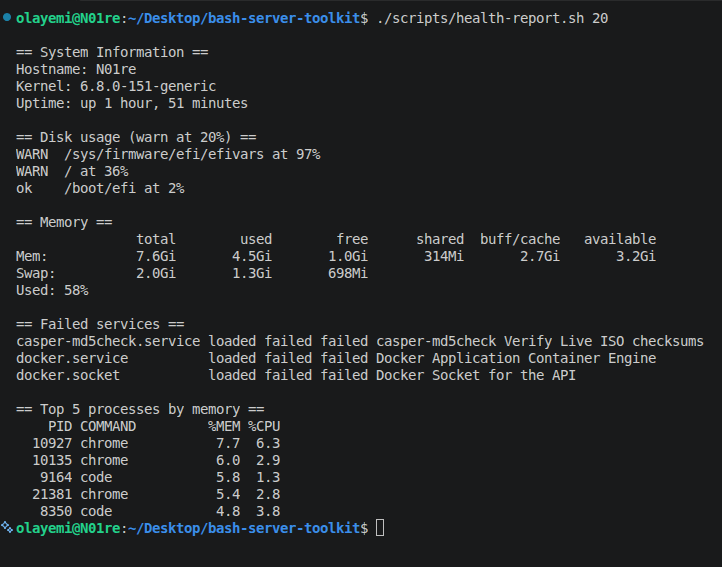 olayemi@N01re:~/Desktop/bash-server-toolkit$ ./scripts/health-report.sh 20

== System Information ==
Hostname: N01re
Kernel: 6.8.0-151-generic
Uptime: up 1 hour, 51 minutes

== Disk usage (warn at 20%) ==
WARN  /sys/firmware/efi/efivars at 97%
WARN  / at 36%
ok    /boot/efi at 2%

== Memory ==
               total        used        free      shared  buff/cache   available
Mem:           7.6Gi       4.5Gi       1.0Gi       314Mi       2.7Gi       3.2Gi
Swap:          2.0Gi       1.3Gi       698Mi
Used: 58%

== Failed services ==
casper-md5check.service loaded failed failed casper-md5check Verify Live ISO checksums
docker.service          loaded failed failed Docker Application Container Engine
docker.socket           loaded failed failed Docker Socket for the API

== Top 5 processes by memory ==
    PID COMMAND         %MEM %CPU
  10927 chrome           7.7  6.3
  10135 chrome           6.0  2.9
   9164 code             5.8  1.3
  21381 chrome           5.4  2.8
   8350 code             4.8  3.8
olayemi@N01re:~/Desktop/bash-server-toolkit$